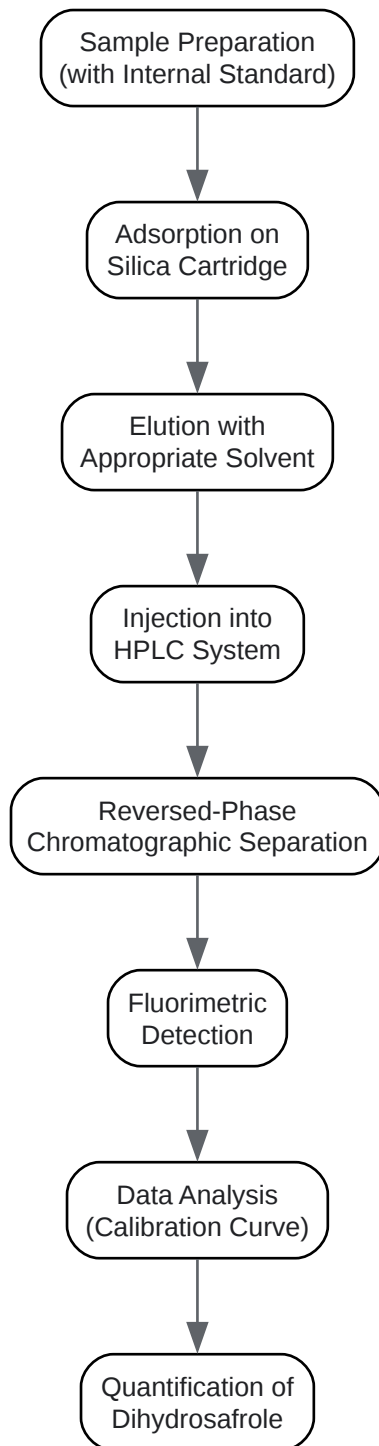 Sample Preparation
(with Internal Standard)
Adsorption on
Silica Cartridge
Elution with
Appropriate Solvent
Injection into
HPLC System
Reversed-Phase
Chromatographic Separation
Fluorimetric
Detection
Data Analysis
(Calibration Curve)
Quantification of
Dihydrosafrole